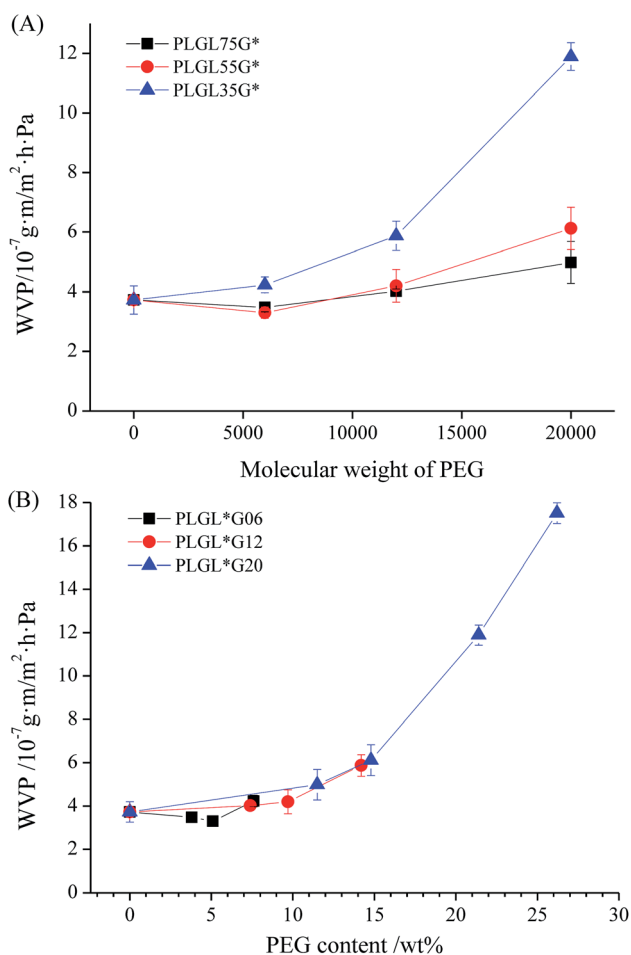 (A)
PLGL75G*
PLGL55G*
PLGL35G*
12
10
8
6
4
2
0
WVP/10⁻⁷g·m/m²·h·Pa
0 5000 10000 15000 20000
Molecular weight of PEG
(B)
PLGL*G06
PLGL*G12
PLGL*G20
18
16
14
12
10
8
6
4
2
0
WVP /10⁻⁷g·m/m²·h·Pa
0 5 10 15 20 25 30
PEG content /wt%